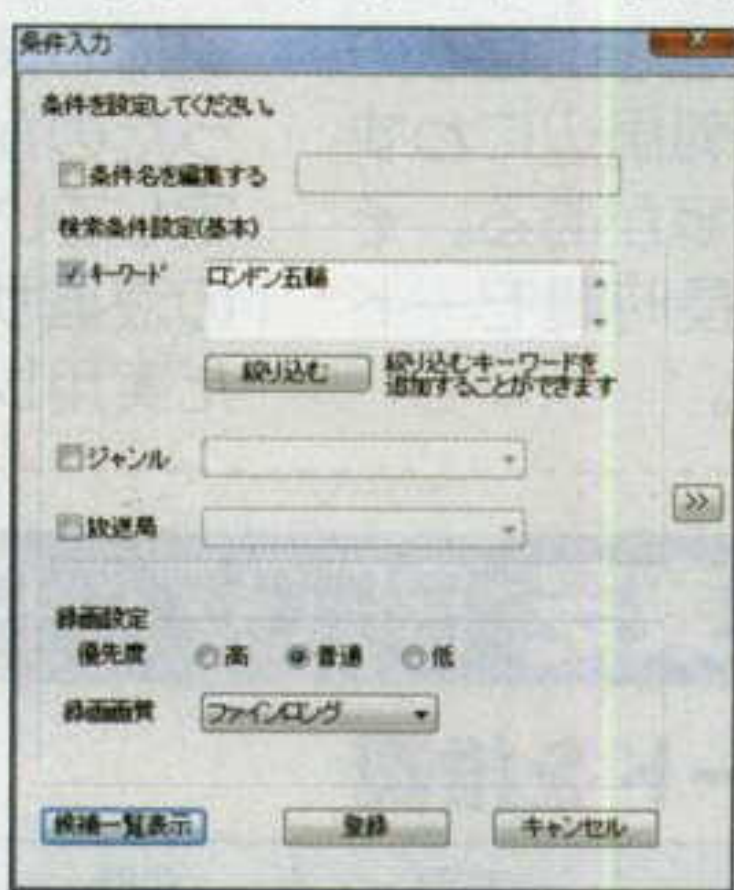 条件入力
条件を設定してください。
条件名を編集する
検索条件設定(基本)
キーワード ロンドン五輪
絞り込む 絞り込むキーワードを
追加することができます
ジャンル
放送局
>>
録画設定
優先度 高 普通 低
録画画質 ファインロング
候補一覧表示 登録 キャンセル